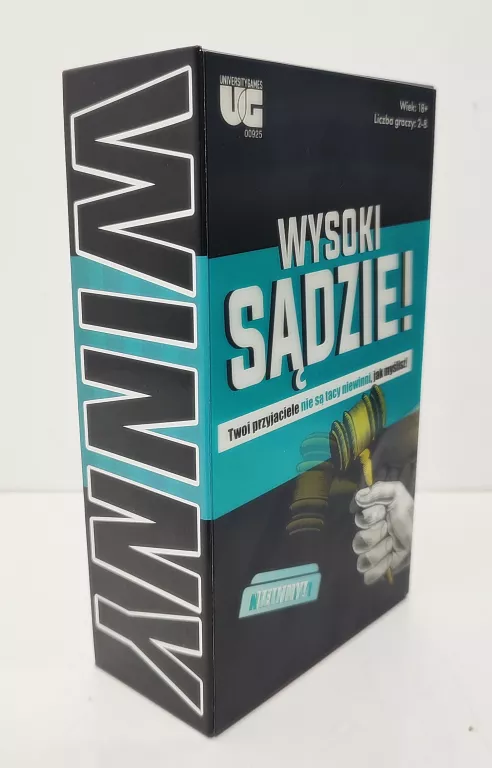 WINNY
UNIVERSITY GAMES
UG
00925
Wiek: 18+
Liczba graczy: 2-8
WYSOKI
SĄDZIE!
Twoi przyjaciele nie są tacy niewinni, jak myślisz!